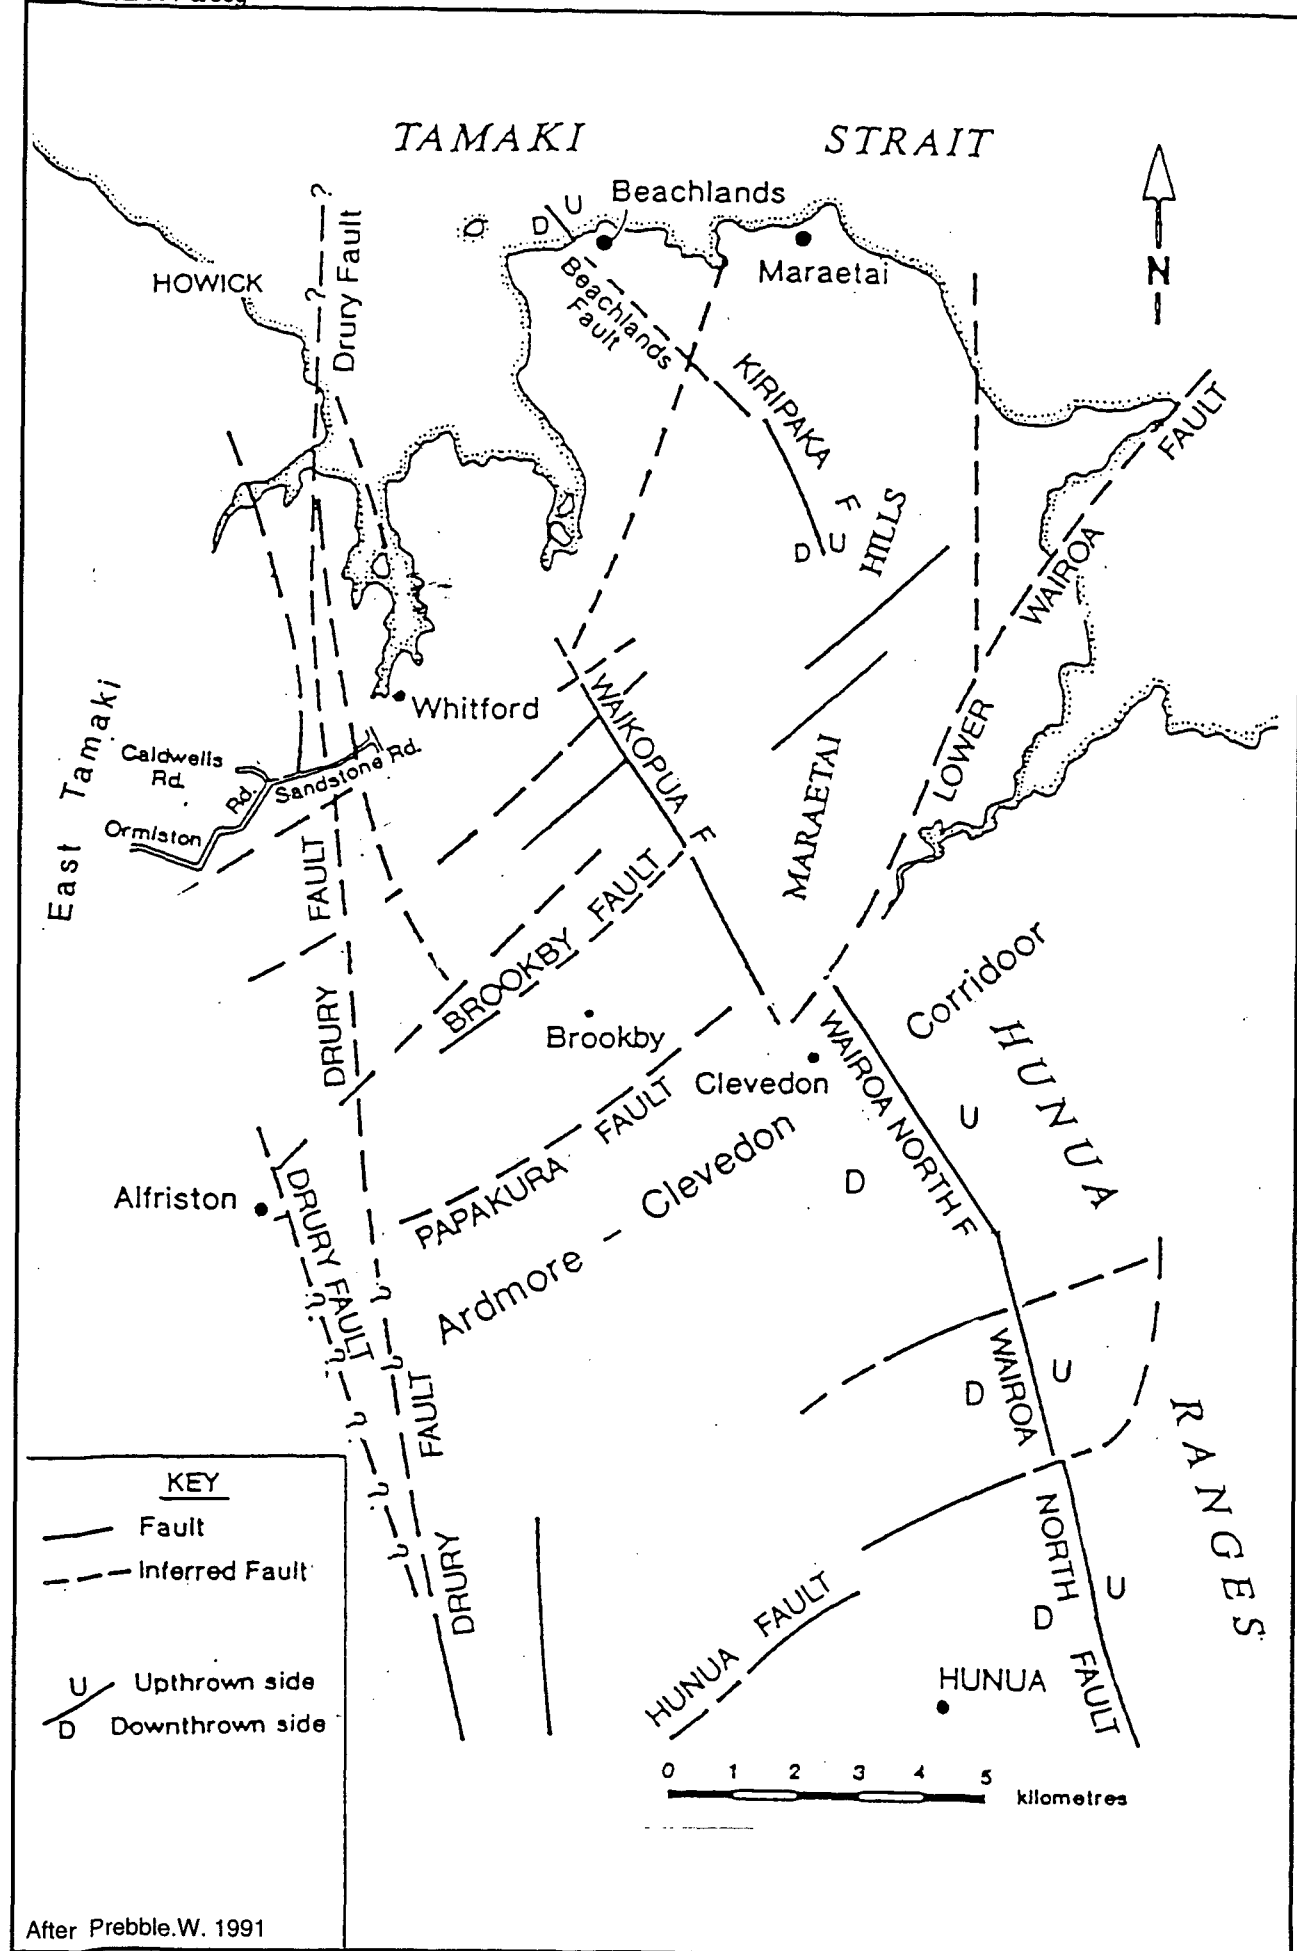 TAMAKI STRAIT
Beachlands
U
D
Maraetai
N
HOWICK
?
?
Drury Fault
Beachlands
Fault
KIRIPAKA F
D U
HILLS
MARAETAI
WAIROA
FAULT
LOWER
Whitford
WAIKOPUA F
East Tamaki
Caldwells
Rd.
Sandstone Rd.
Ormiston Rd.
FAULT
DRURY
BROOKBY FAULT
Brookby
Clevedon
PAPAKURA FAULT
Ardmore - Clevedon Corridoor
WAIROA NORTH F
U
D
HUNUA
RANGES
Alfriston
DRURY FAULT
? ?
? ?
?
?
?
FAULT
DRURY
WAIROA
U
D
NORTH
U
D
FAULT
HUNUA FAULT
HUNUA
0 1 2 3 4 5
kilometres
KEY
Fault
Inferred Fault
U Upthrown side
D Downthrown side
After Prebble.W. 1991